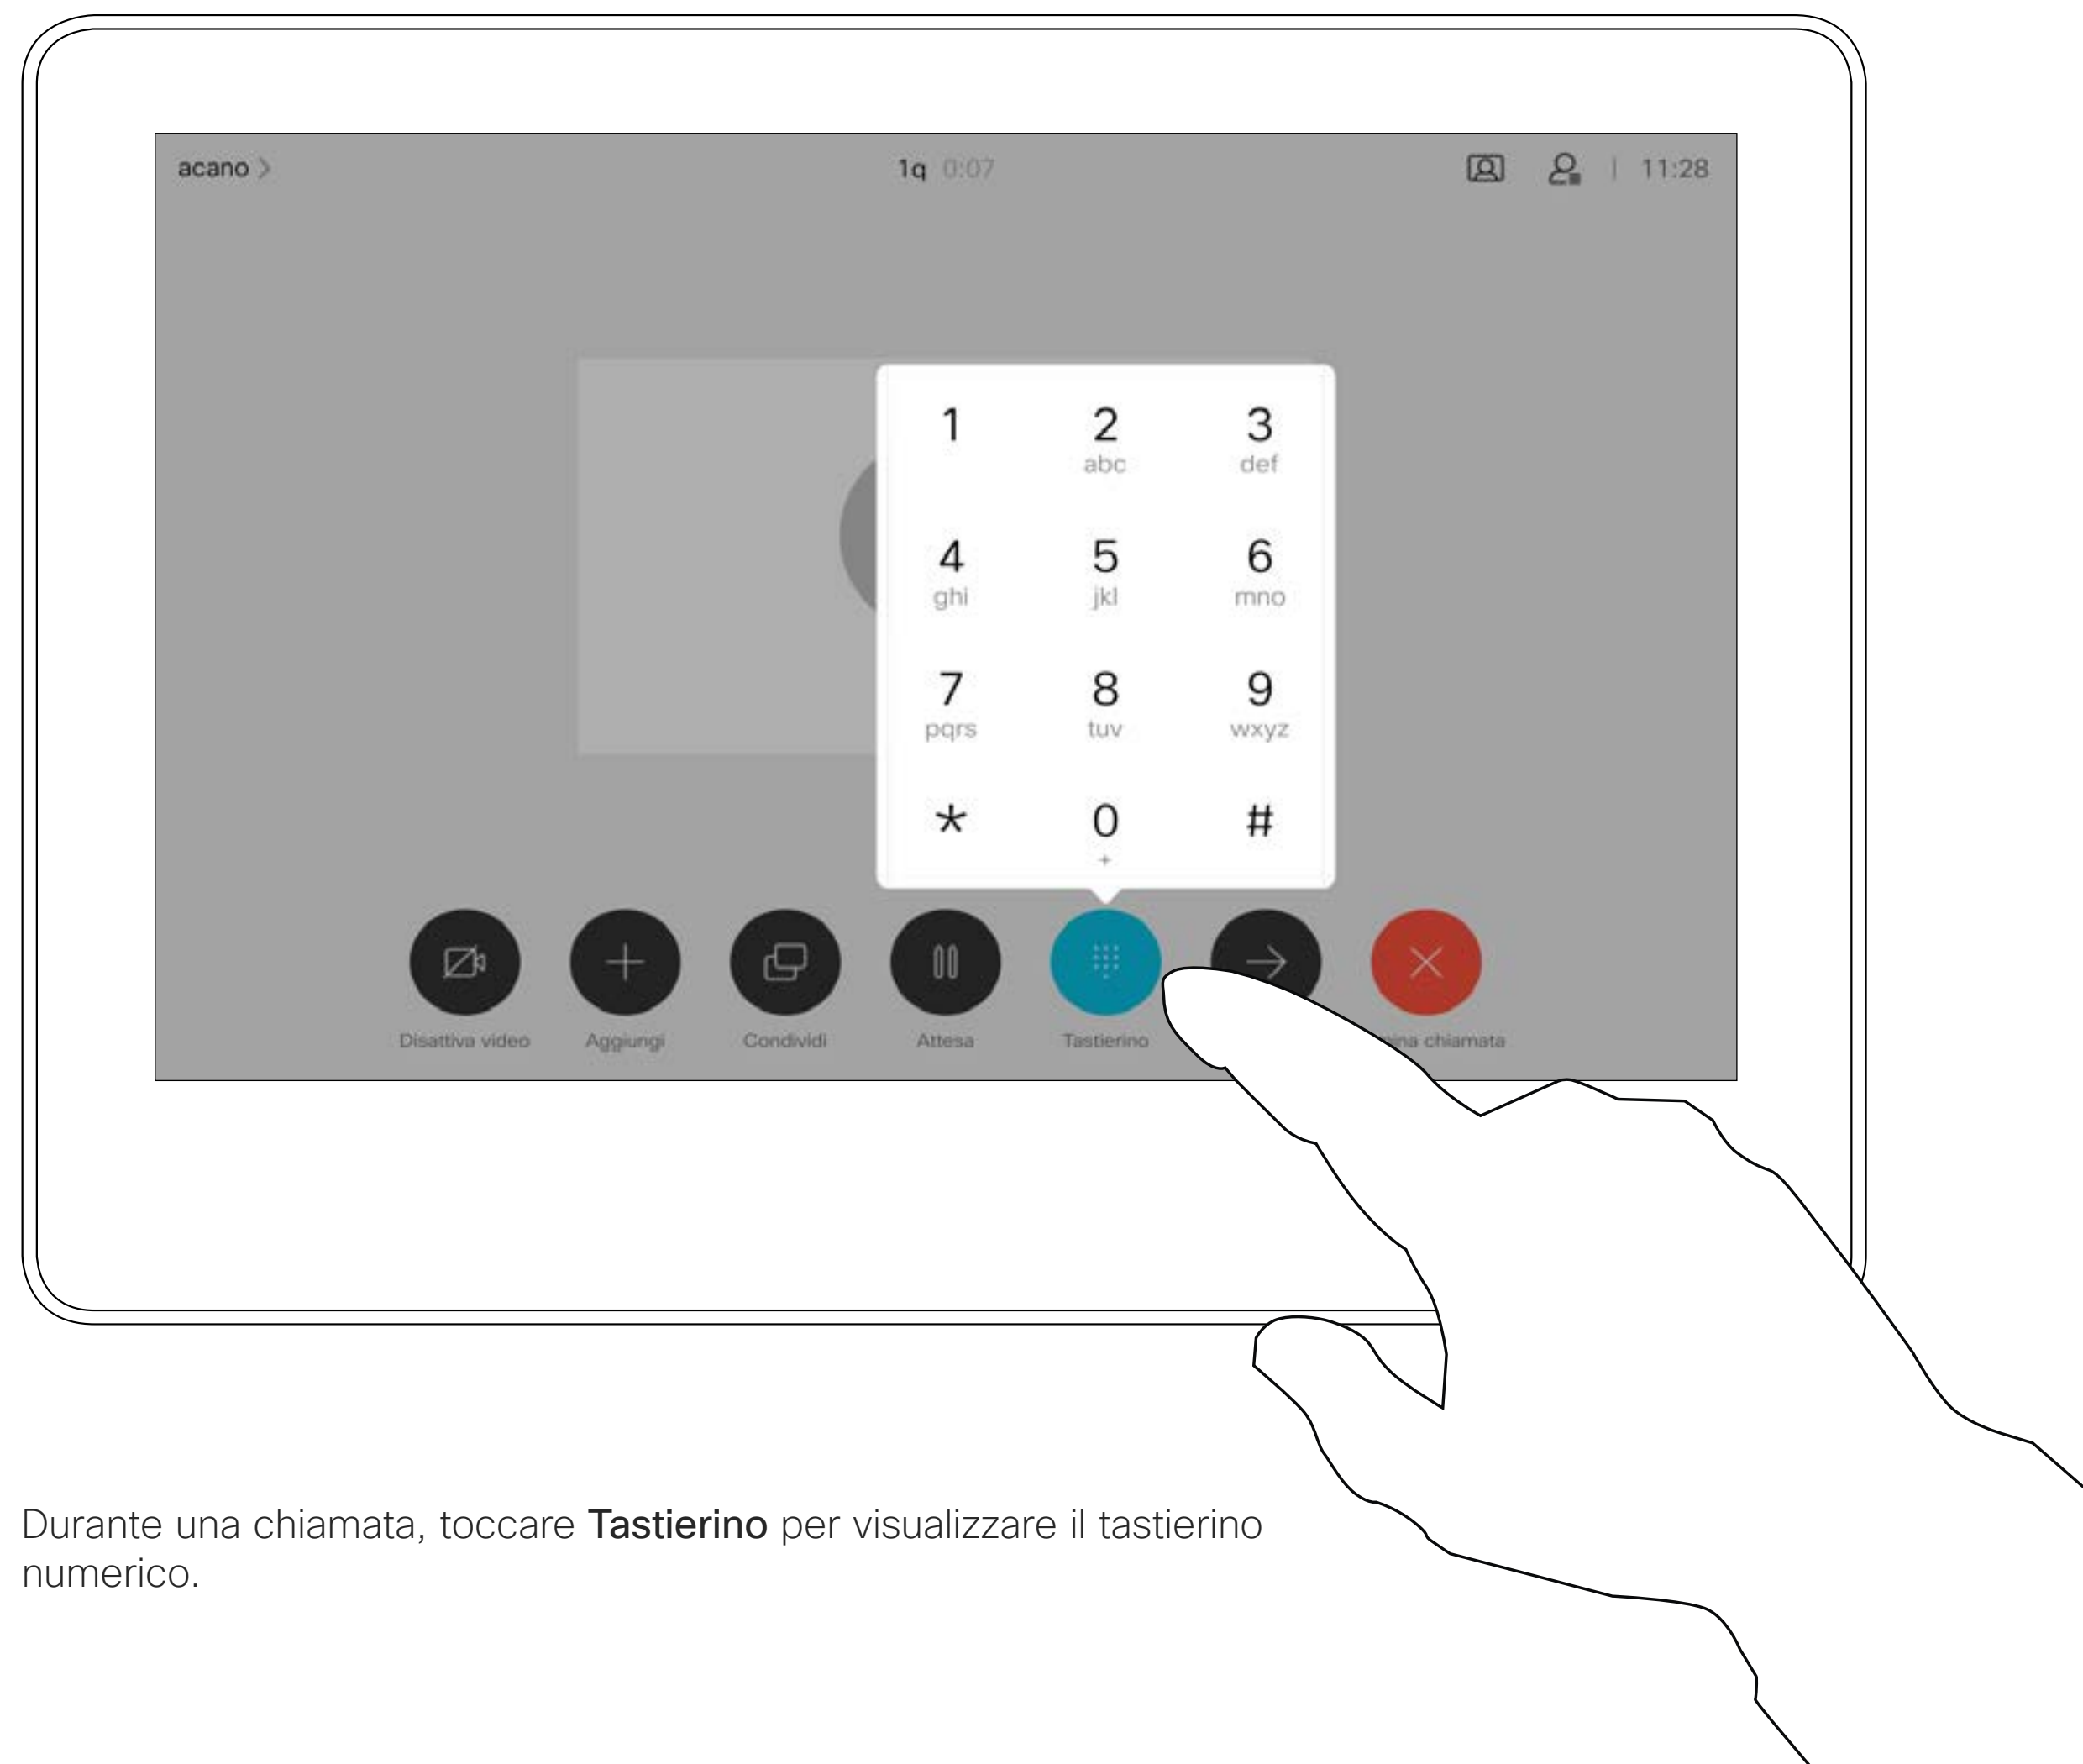 acano
1q 0:07
11:28
1 2 3
abc def
4 5 6
ghi jkl mno
7 8 9
pqrs tuv wxyz
* 0 #
+
Disattiva video Aggiungi Condividi Attesa Tastierino chiamata
Durante una chiamata, toccare Tastierino per visualizzare il tastierino
numerico.